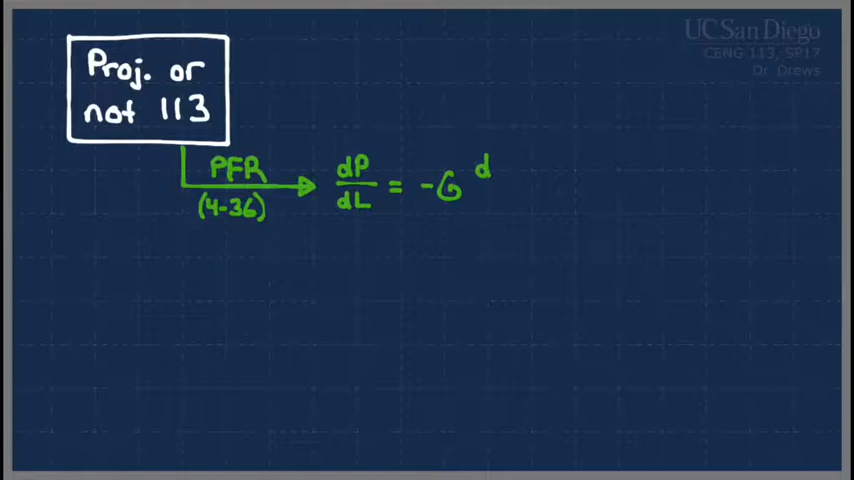 UC San Diego
CENG 113, SP17
Dr Drews
Proj. or
not 113
PFR
(4-36)
dP
dL
= -G d